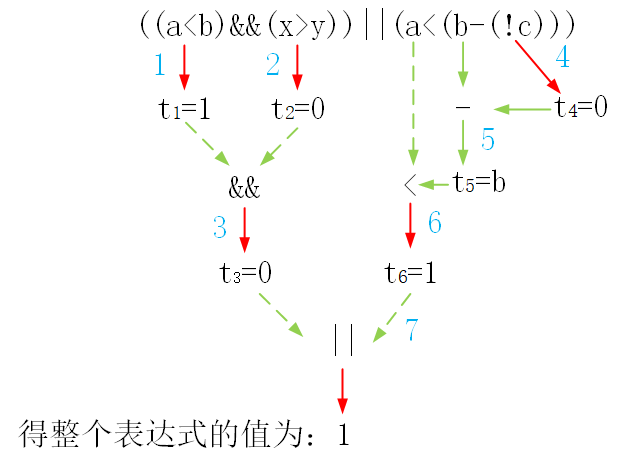 ((a<b)&&(x>y))||(a<(b-(!c)))
1 2 4
t1=1 t2=0 - t4=0
5
&& < t5=b
3 6
t3=0 t6=1
7
||
得整个表达式的值为：1